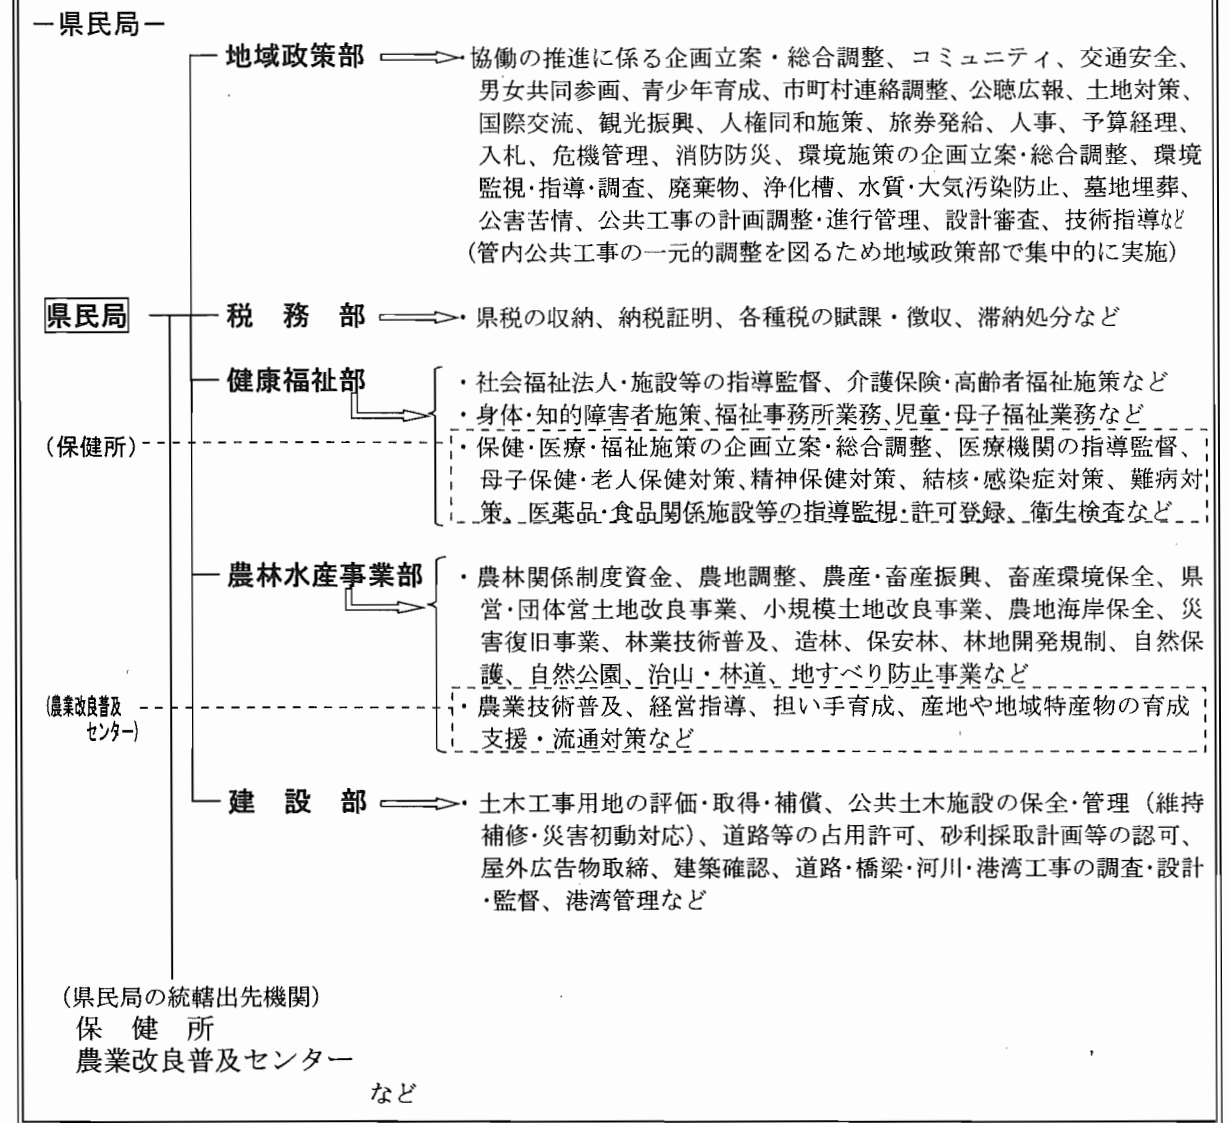 －県民局－
地域政策部
・協働の推進に係る企画立案・総合調整、コミュニティ、交通安全、
男女共同参画、青少年育成、市町村連絡調整、公聴広報、土地対策、
国際交流、観光振興、人権同和施策、旅券発給、人事、予算経理、
入札、危機管理、消防防災、環境施策の企画立案・総合調整、環境
監視・指導・調査、廃棄物、浄化槽、水質・大気汚染防止、墓地埋葬、
公害苦情、公共工事の計画調整・進行管理、設計審査、技術指導など
（管内公共工事の一元的調整を図るため地域政策部で集中的に実施）
県民局
税　務　部
・県税の収納、納税証明、各種税の賦課・徴収、滞納処分など
健康福祉部
・社会福祉法人・施設等の指導監督、介護保険・高齢者福祉施策など
・身体・知的障害者施策、福祉事務所業務、児童・母子福祉業務など
（保健所）
・保健・医療・福祉施策の企画立案・総合調整、医療機関の指導監督、
母子保健・老人保健対策、精神保健対策、結核・感染症対策、難病対
策、医薬品・食品関係施設等の指導監視・許可登録、衛生検査など
農林水産事業部
・農林関係制度資金、農地調整、農産・畜産振興、畜産環境保全、県
営・団体営土地改良事業、小規模土地改良事業、農地海岸保全、災
害復旧事業、林業技術普及、造林、保安林、林地開発規制、自然保
護、自然公園、治山・林道、地すべり防止事業など
（農業改良普及
センター）
・農業技術普及、経営指導、担い手育成、産地や地域特産物の育成
支援・流通対策など
建　設　部
・土木工事用地の評価・取得・補償、公共土木施設の保全・管理（維持
補修・災害初動対応）、道路等の占用許可、砂利採取計画等の認可、
屋外広告物取締、建築確認、道路・橋梁・河川・港湾工事の調査・設計
・監督、港湾管理など
（県民局の統轄出先機関）
保　健　所
農業改良普及センター
など